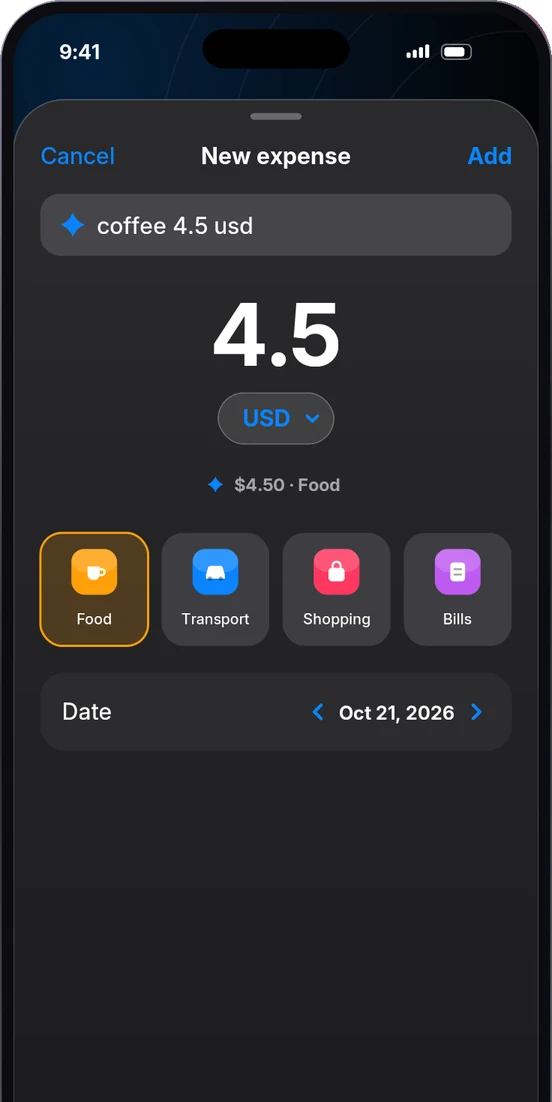 9:41
Cancel New expense Add
coffee 4.5 usd
4.5
USD
$4.50 · Food
Food Transport Shopping Bills
Date Oct 21, 2026